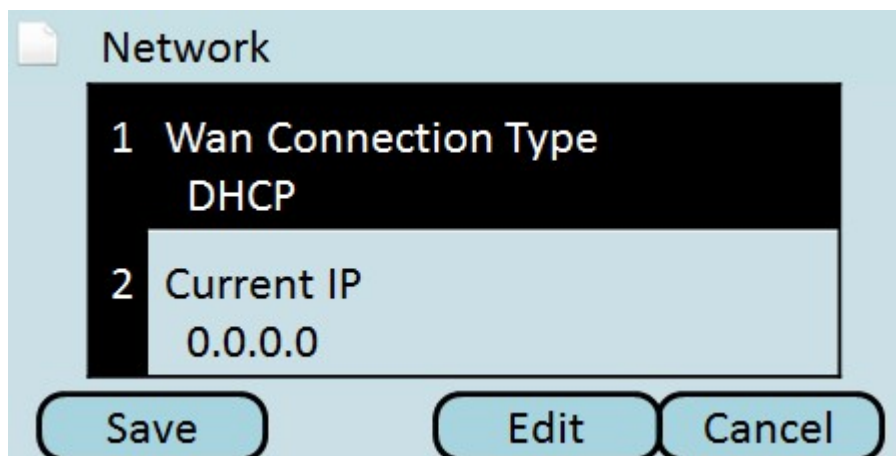 Network
1 Wan Connection Type
DHCP
2 Current IP
0.0.0.0
Save Edit Cancel